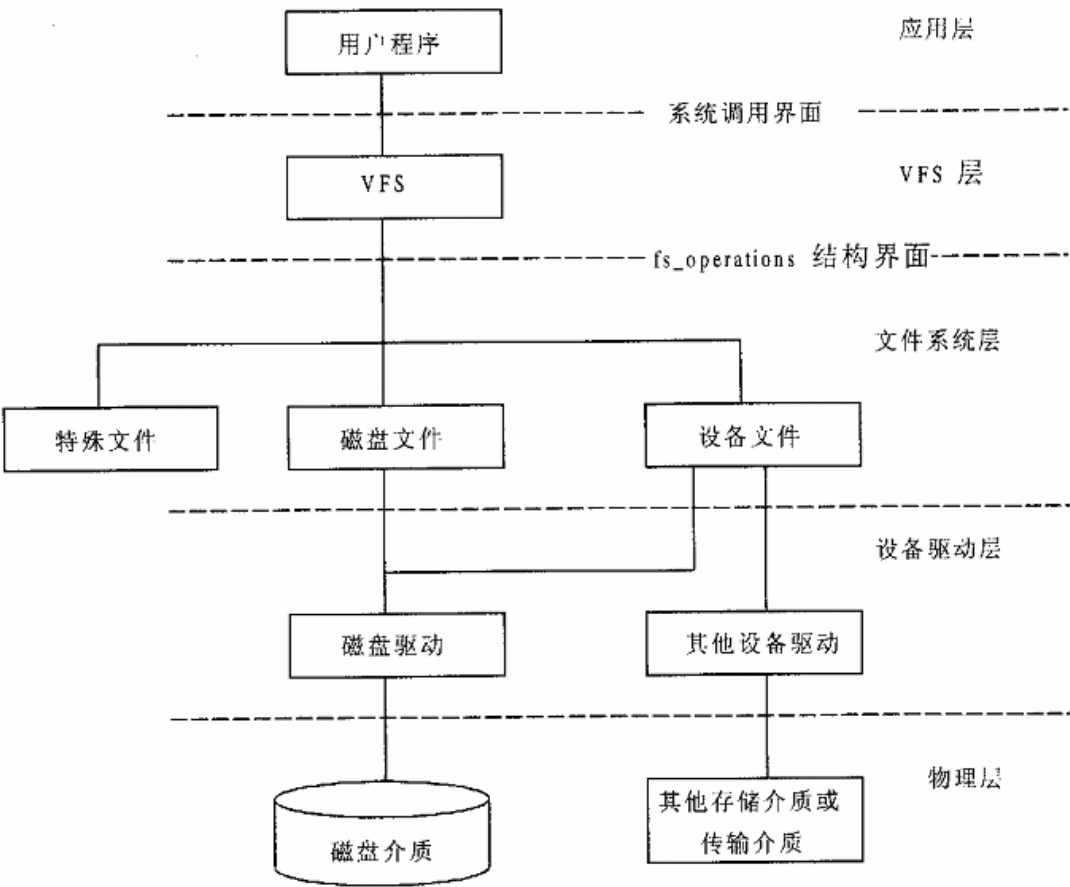 用户程序
应用层
系统调用界面
VFS
VFS 层
fs_operations 结构界面
文件系统层
特殊文件
磁盘文件
设备文件
设备驱动层
磁盘驱动
其他设备驱动
物理层
磁盘介质
其他存储介质或
传输介质